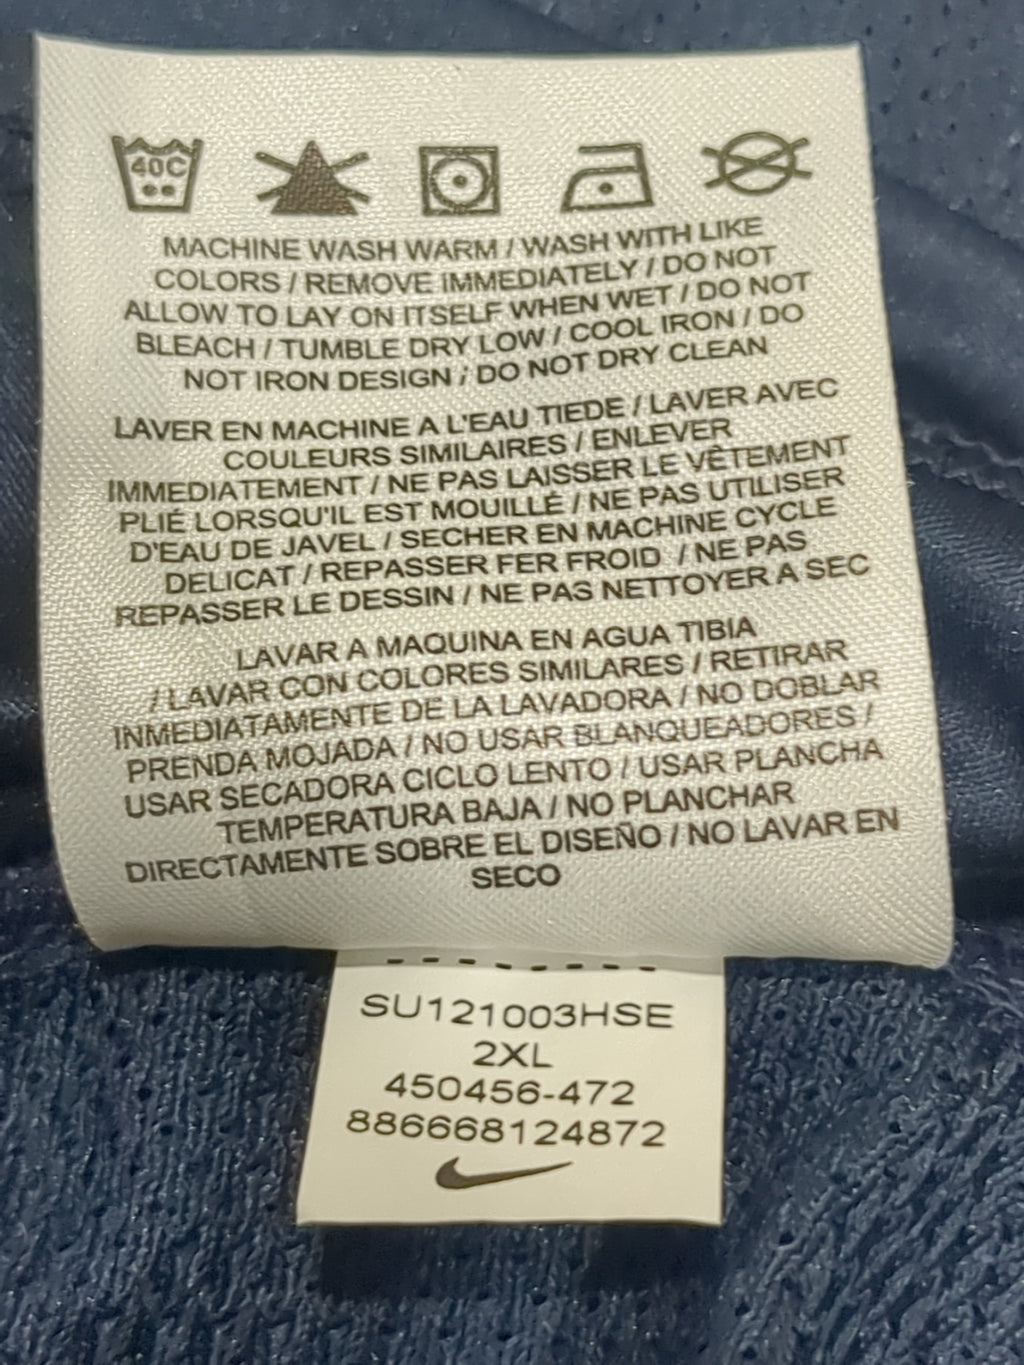 40C
MACHINE WASH WARM / WASH WITH LIKE
COLORS / REMOVE IMMEDIATELY / DO NOT
ALLOW TO LAY ON ITSELF WHEN WET / DO NOT
BLEACH / TUMBLE DRY LOW / COOL IRON / DO
NOT IRON DESIGN / DO NOT DRY CLEAN
LAVER EN MACHINE A L'EAU TIEDE / LAVER AVEC
COULEURS SIMILAIRES / ENLEVER
IMMEDIATEMENT / NE PAS LAISSER LE VÊTEMENT
PLIÉ LORSQU'IL EST MOUILLÉ / NE PAS UTILISER
D'EAU DE JAVEL / SECHER EN MACHINE CYCLE
DELICAT / REPASSER FER FROID / NE PAS
REPASSER LE DESSIN / NE PAS NETTOYER A SEC
LAVAR A MAQUINA EN AGUA TIBIA
/ LAVAR CON COLORES SIMILARES / RETIRAR
INMEDIATAMENTE DE LA LAVADORA / NO DOBLAR
PRENDA MOJADA / NO USAR BLANQUEADORES /
USAR SECADORA CICLO LENTO / USAR PLANCHA
TEMPERATURA BAJA / NO PLANCHAR
DIRECTAMENTE SOBRE EL DISEÑO / NO LAVAR EN
SECO
SU121003HSE
2XL
450456-472
886668124872